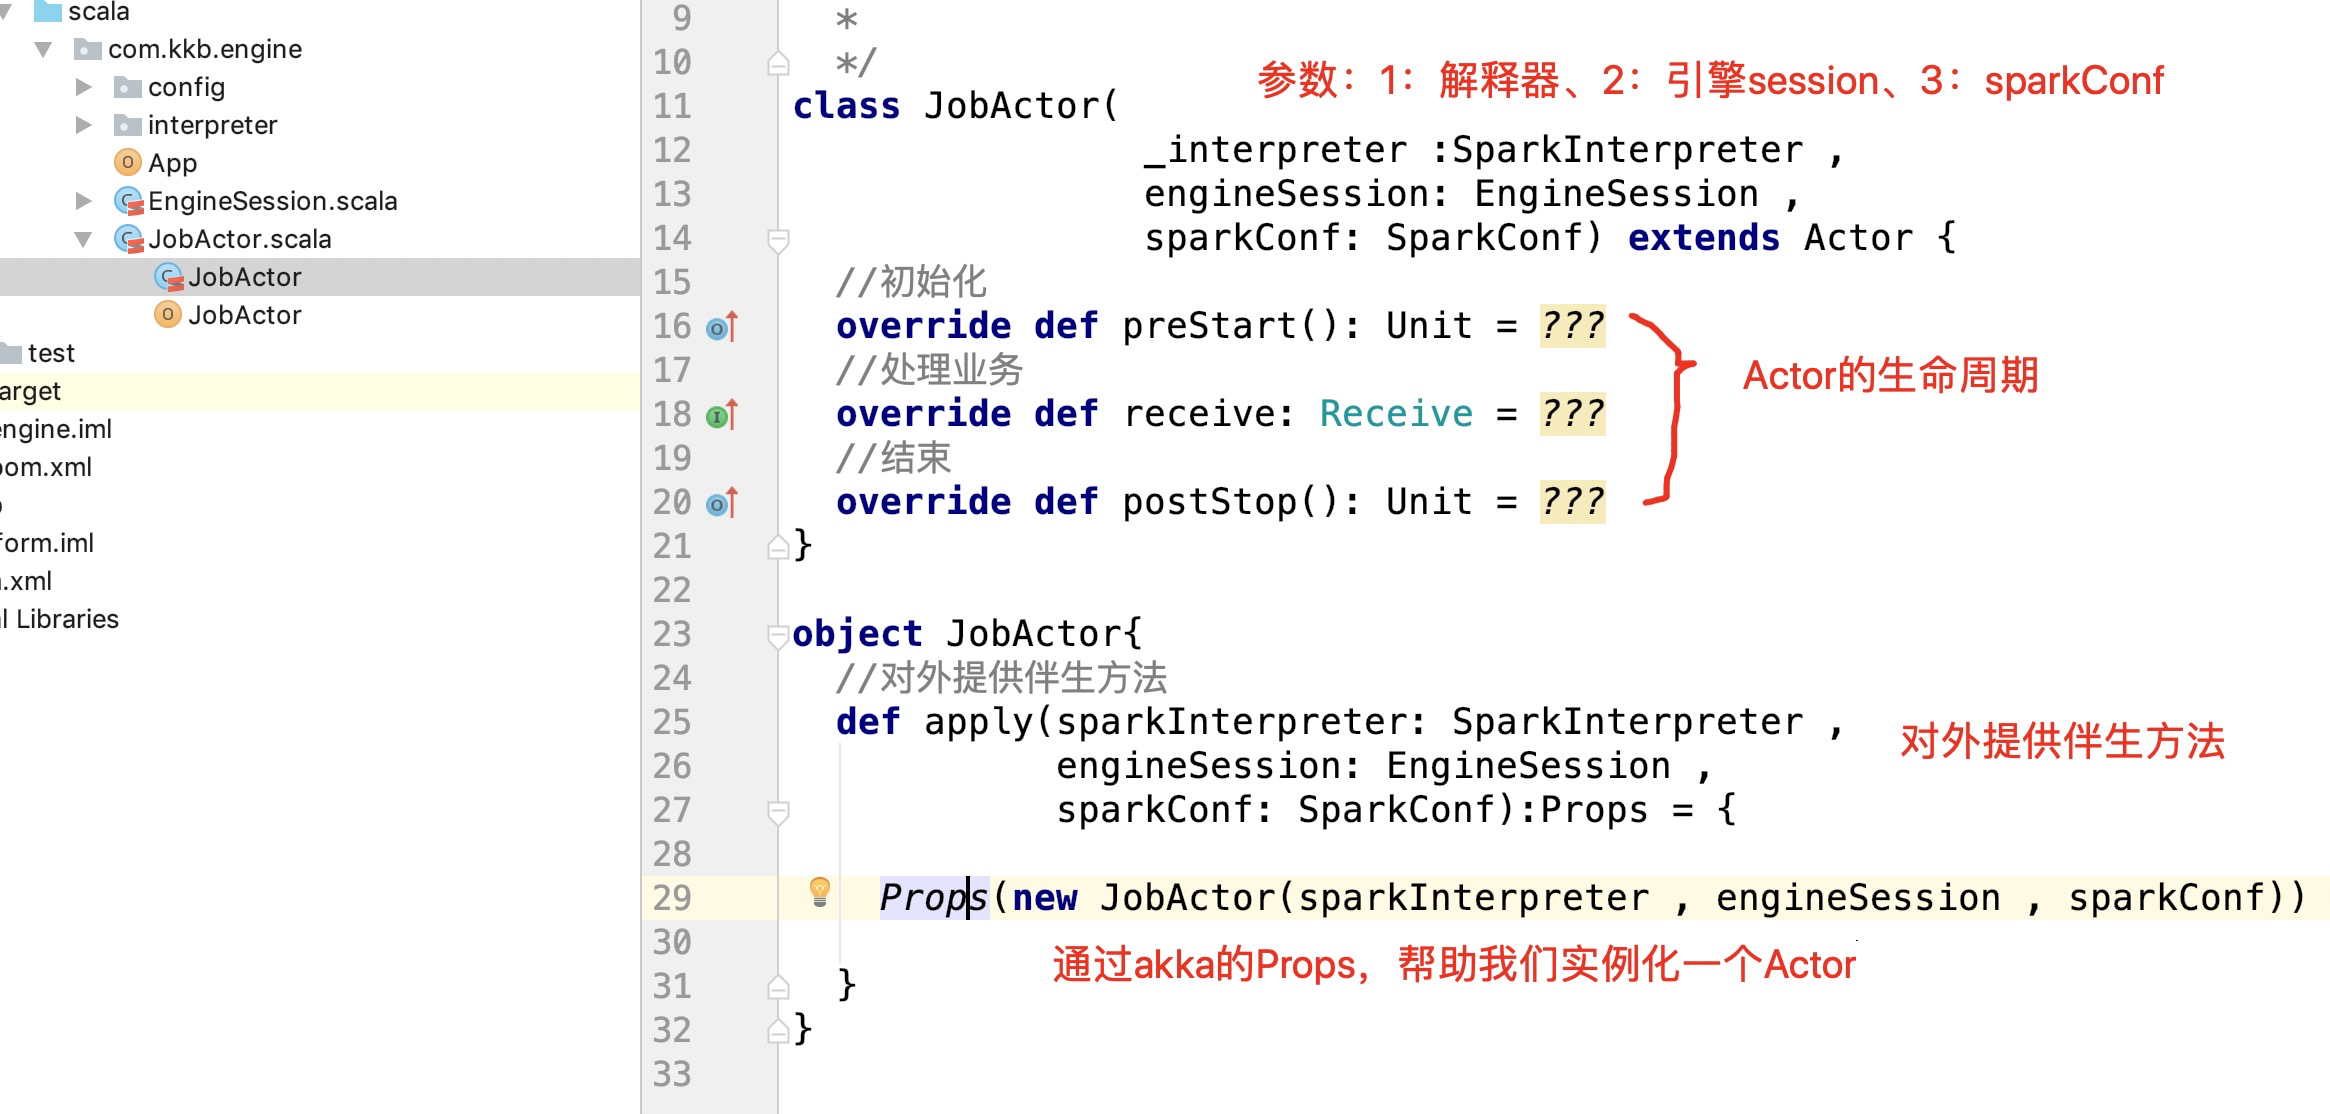 scala
com.kkb.engine
config
interpreter
App
EngineSession.scala
JobActor.scala
JobActor
JobActor
test
arget
engine.iml
pom.xml
form.iml
.xml
l Libraries
9 *
10 */
参数：1：解释器、2：引擎session、3：sparkConf
11 class JobActor(
12 _interpreter :SparkInterpreter ,
13 engineSession: EngineSession ,
14 sparkConf: SparkConf) extends Actor {
15 //初始化
16 override def preStart(): Unit = ???
17 //处理业务
Actor的生命周期
18 override def receive: Receive = ???
19 //结束
20 override def postStop(): Unit = ???
21 }
22
23 object JobActor{
24 //对外提供伴生方法
25 def apply(sparkInterpreter: SparkInterpreter ,
对外提供伴生方法
26 engineSession: EngineSession ,
27 sparkConf: SparkConf):Props = {
28
29 Props(new JobActor(sparkInterpreter , engineSession , sparkConf))
30
通过akka的Props，帮助我们实例化一个Actor
31 }
32 }
33